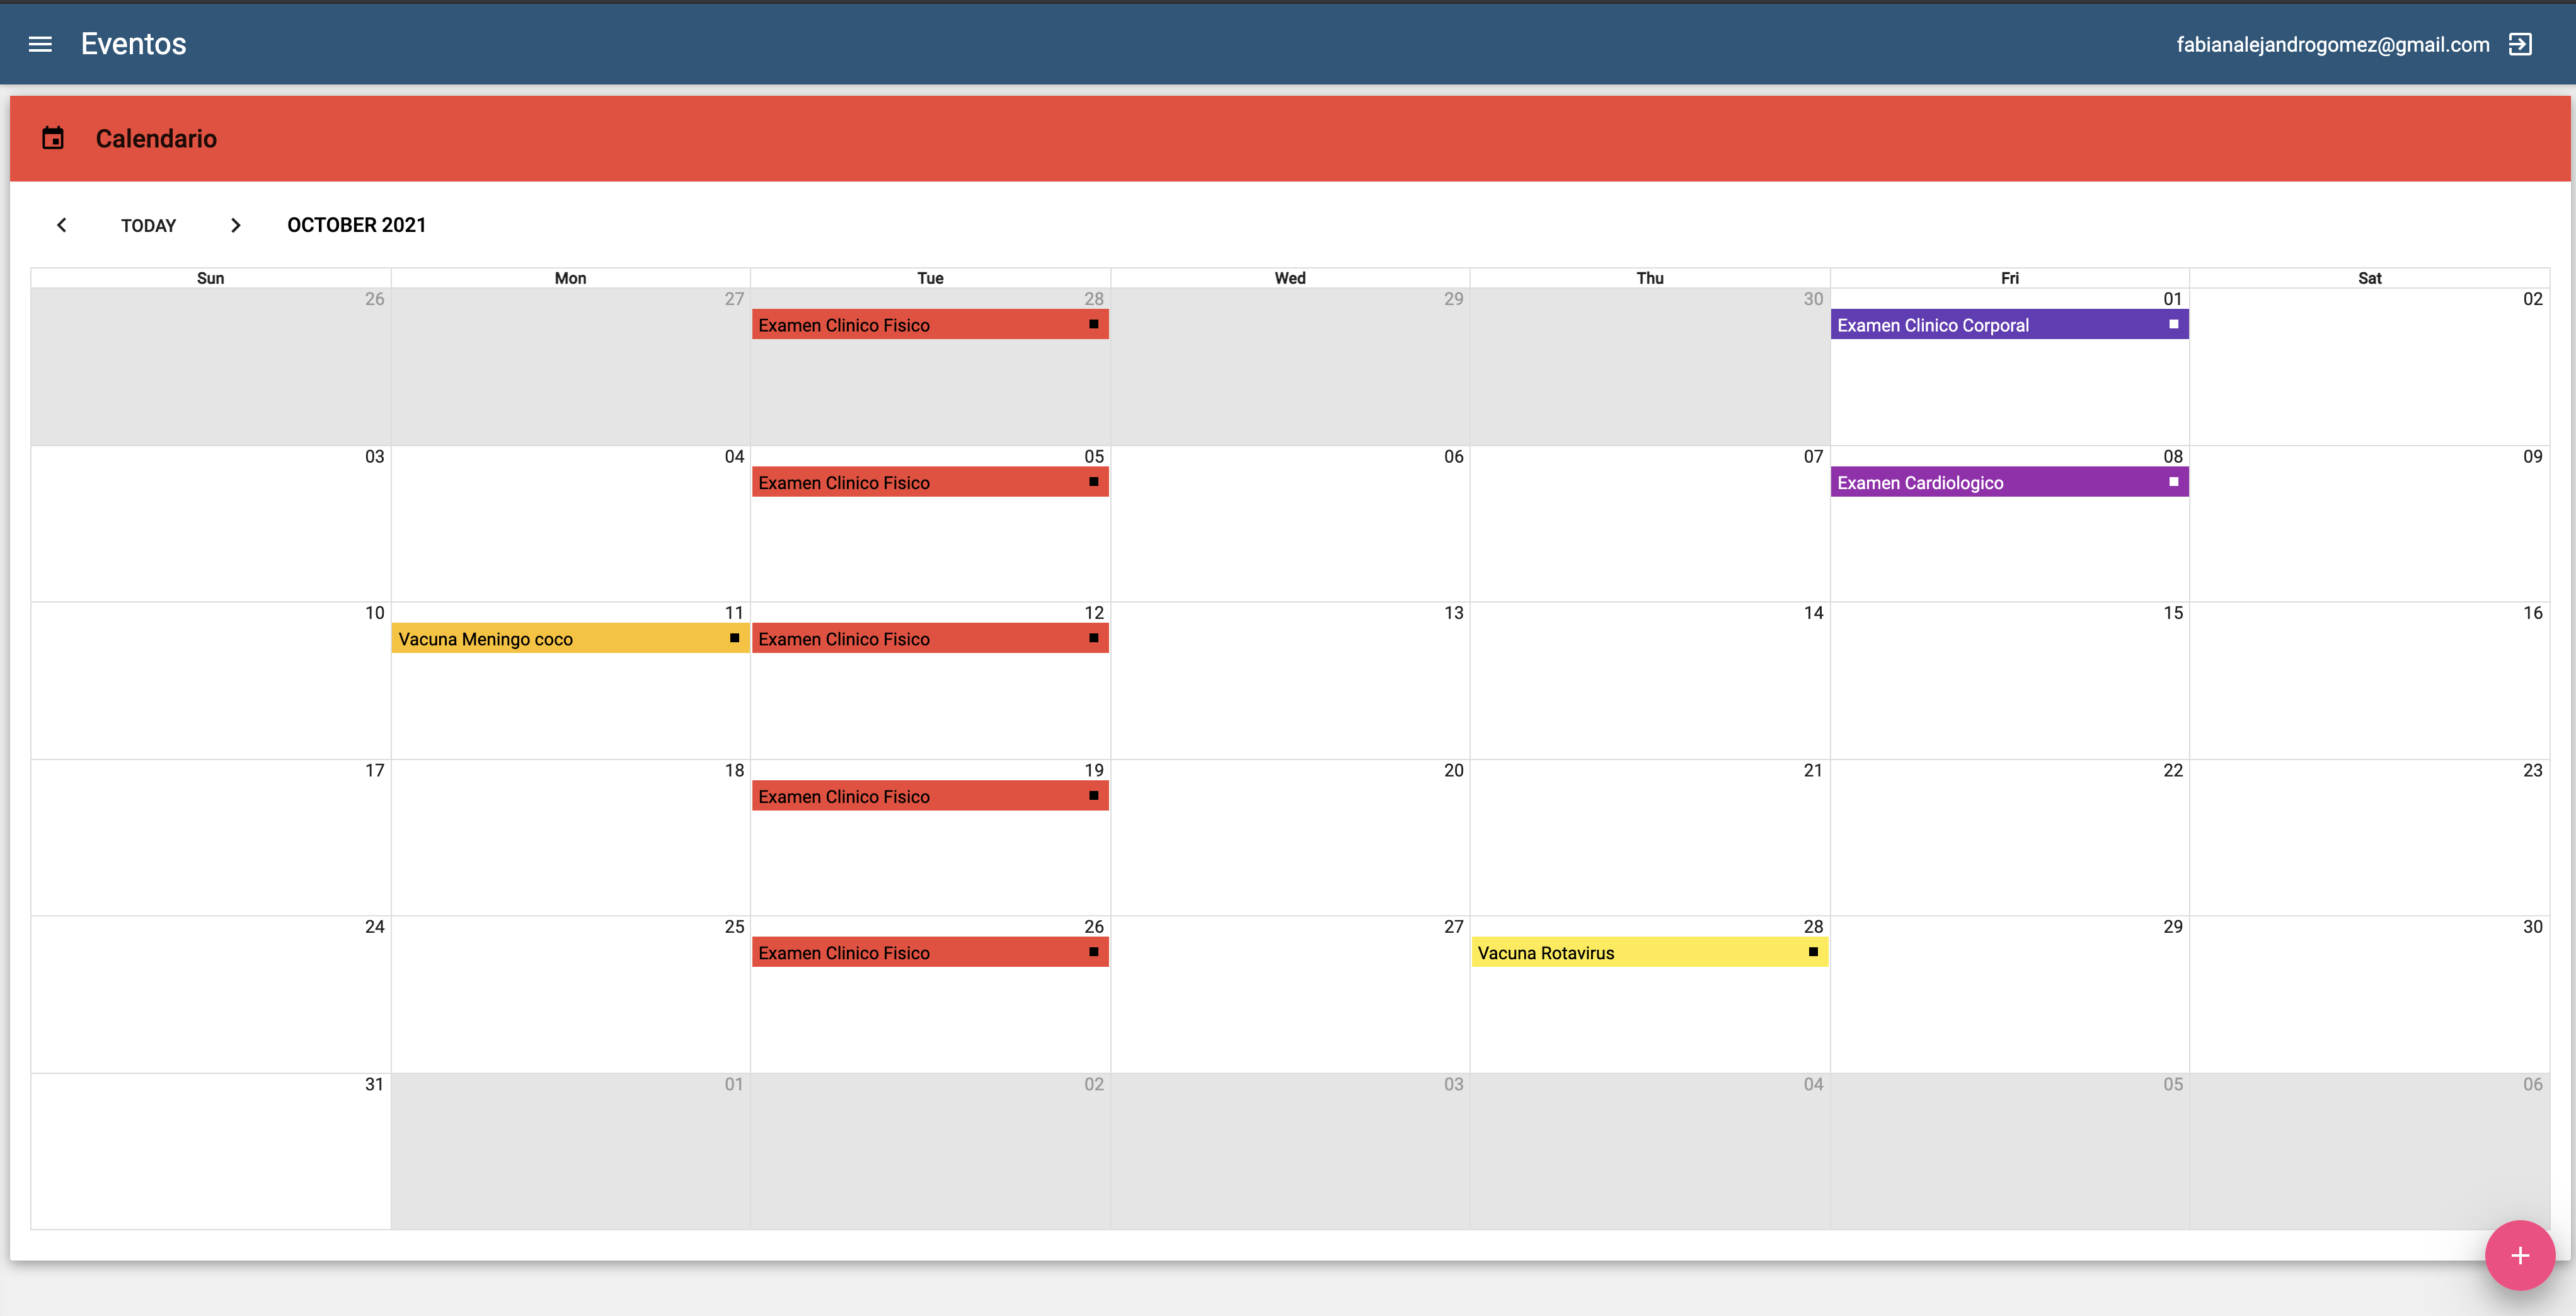 Eventos
fabianalejandrogomez@gmail.com
Calendario
TODAY
OCTOBER 2021
Sun Mon Tue Wed Thu Fri Sat
26 27 28 29 30 01 02
Examen Clinico Fisico Examen Clinico Corporal
03 04 05 06 07 08 09
Examen Clinico Fisico Examen Cardiologico
10 11 12 13 14 15 16
Vacuna Meningo coco Examen Clinico Fisico
17 18 19 20 21 22 23
Examen Clinico Fisico
24 25 26 27 28 29 30
Examen Clinico Fisico Vacuna Rotavirus
31 01 02 03 04 05 06